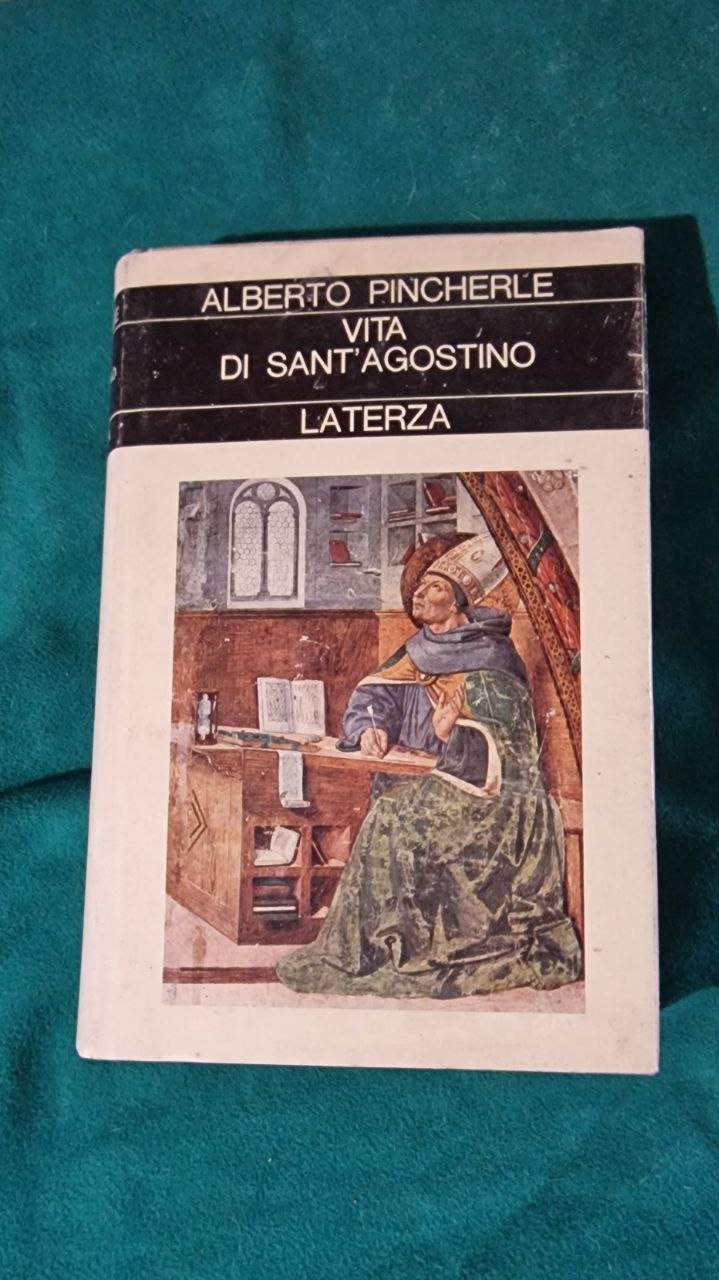 ALBERTO PINCHERLE
VITA
DI SANT'AGOSTINO
LATERZA